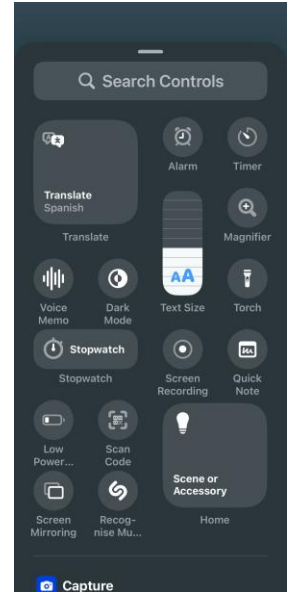 Search Controls
Translate
Spanish
Translate
Alarm
Timer
Magnifier
AA
Text Size
Voice
Memo
Dark
Mode
Torch
Stopwatch
Stopwatch
Screen
Recording
Quick
Note
Low
Power...
Scan
Code
Scene or
Accessory
Home
Screen
Mirroring
Recog-
nise Mu...
Capture